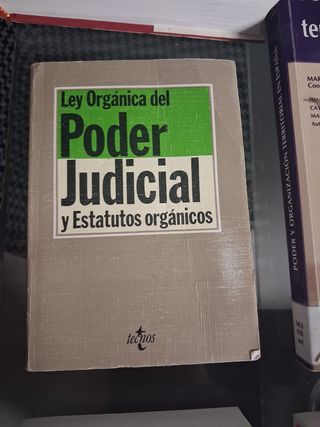 Ley Orgánica del
Poder
Judicial
y Estatutos orgánicos
tecnos
PODER Y ORGANIZACIÓN TERRITORIAL EN ESPAÑA